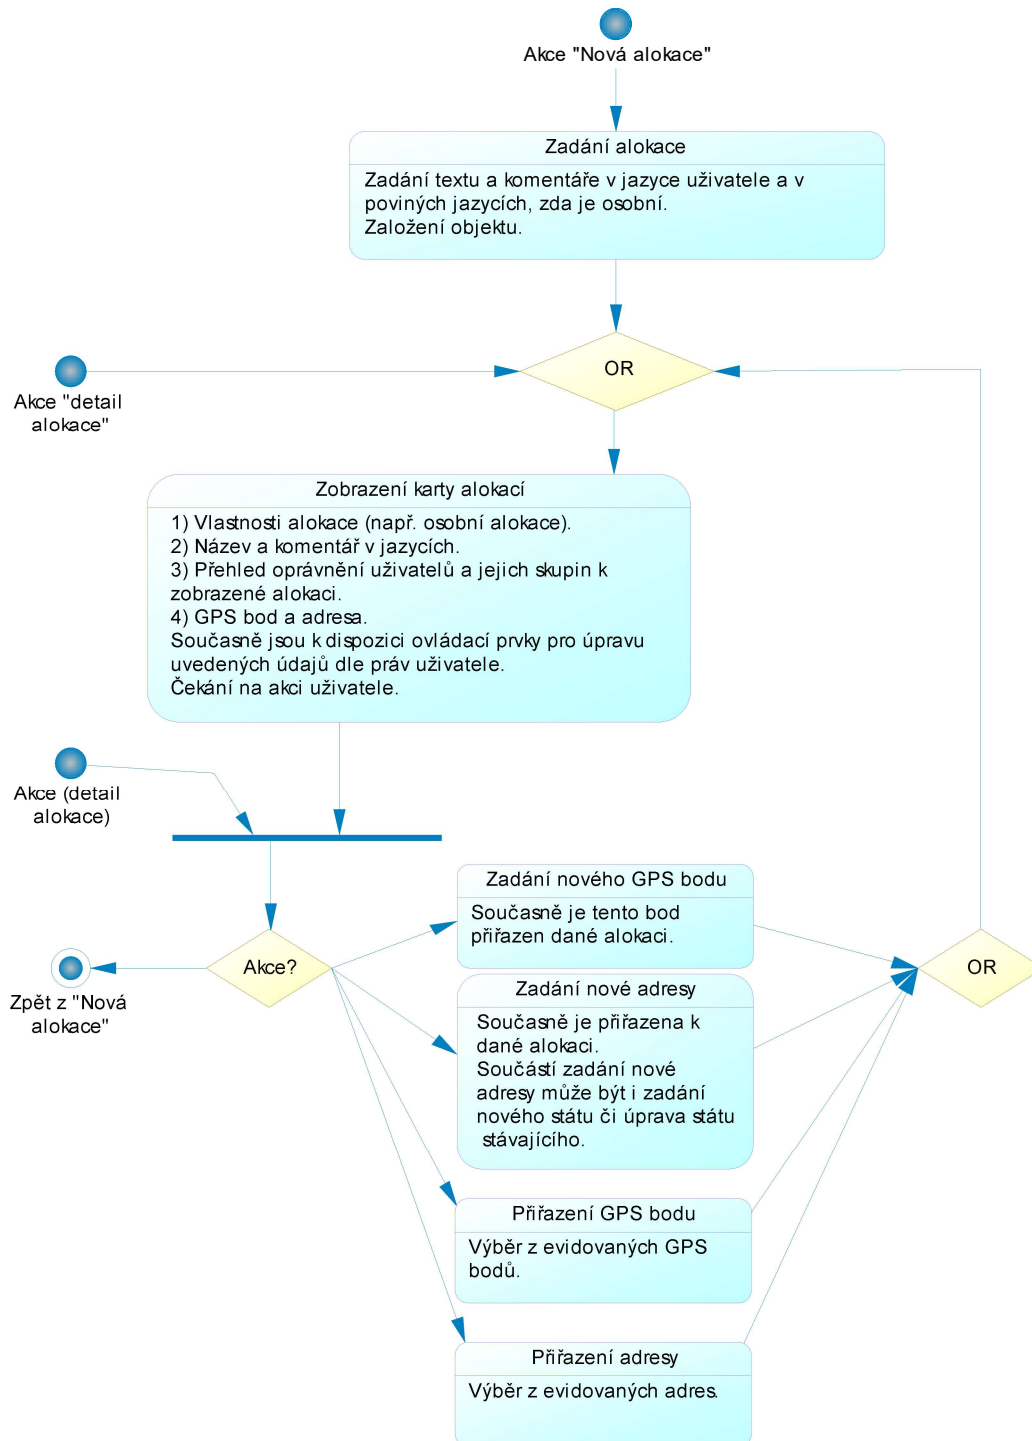 Akce "Nová alokace"
Zadání alokace
Zadání textu a komentáře v jazyce uživatele a v
poviných jazycích, zda je osobní.
Založení objektu.
OR
Akce "detail
alokace"
Zobrazení karty alokací
1) Vlastnosti alokace (např. osobní alokace).
2) Název a komentář v jazycích.
3) Přehled oprávnění uživatelů a jejich skupin k
zobrazené alokaci.
4) GPS bod a adresa.
Současně jsou k dispozici ovládací prvky pro úpravu
uvedených údajů dle práv uživatele.
Čekání na akci uživatele.
Akce (detail
alokace)
Zadání nového GPS bodu
Současně je tento bod
přiřazen dané alokaci.
Akce?
OR
Zpět z "Nová
alokace"
Zadání nové adresy
Současně je přiřazena k
dané alokaci.
Součástí zadání nové
adresy může být i zadání
nového státu či úprava státu
stávajícího.
Přiřazení GPS bodu
Výběr z evidovaných GPS
bodů.
Přiřazení adresy
Výběr z evidovaných adres.